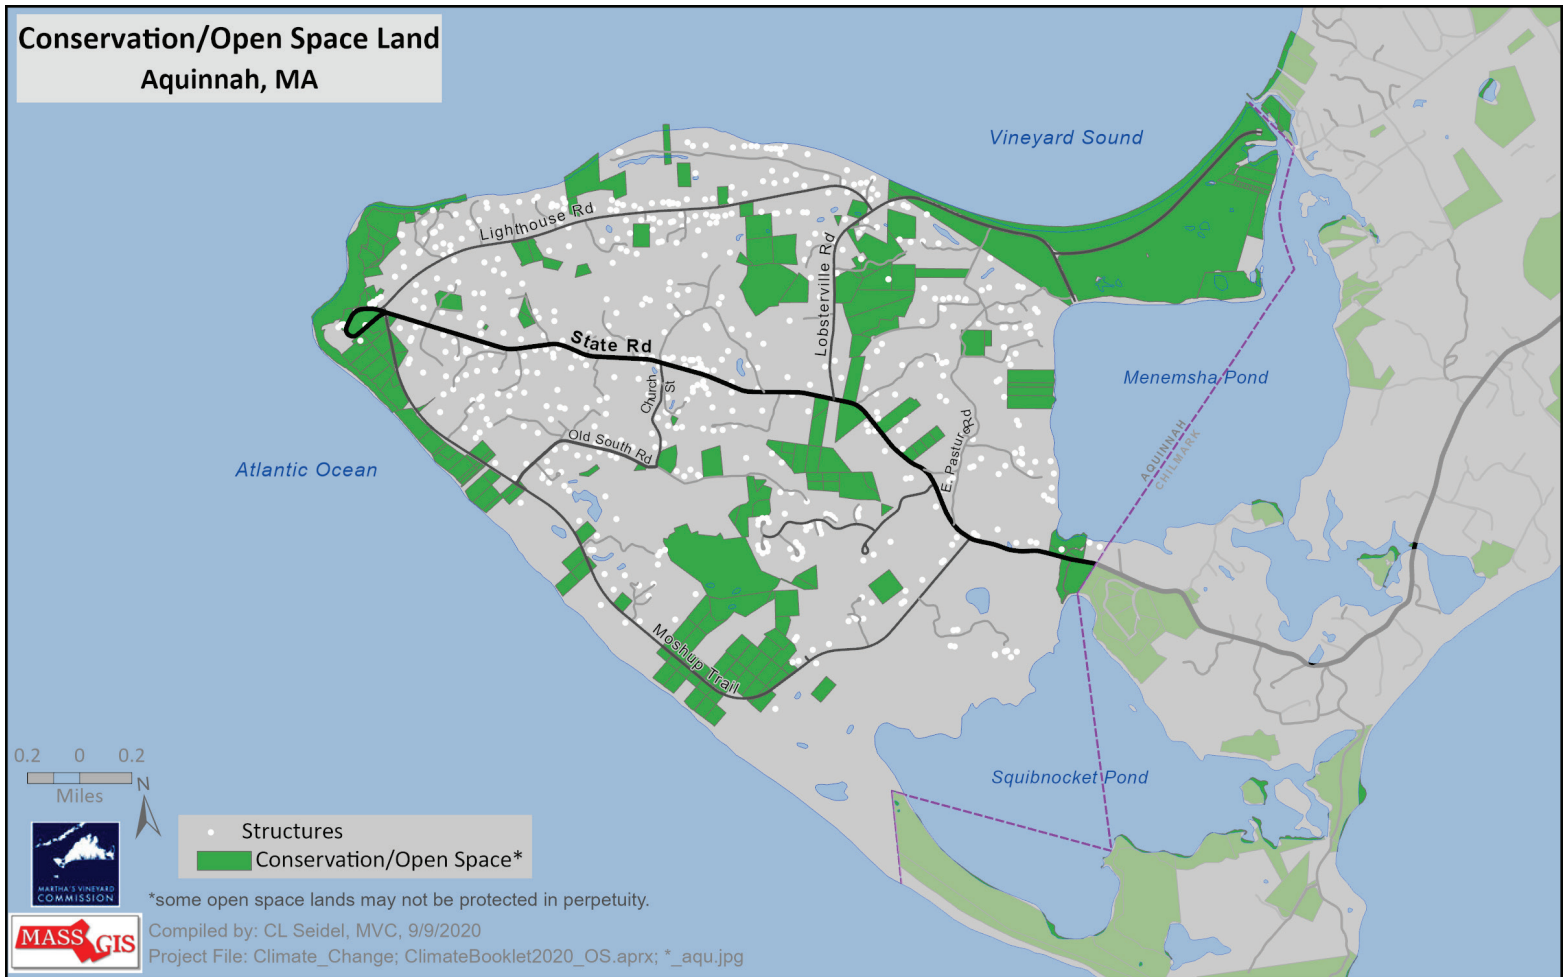 Conservation/Open Space Land
Aquinnah, MA
Vineyard Sound
Lighthouse Rd
Lobsterville Rd
State Rd
Menemsha Pond
Church
St
E. Pasture Rd
Old South Rd
AQUINNAH
CHILMARK
Atlantic Ocean
Moshup Trail
Squibnocket Pond
0.2 0 0.2
Miles
N
Structures
Conservation/Open Space*
MARTHA'S VINEYARD
COMMISSION
*some open space lands may not be protected in perpetuity.
MASS GIS
Compiled by: CL Seidel, MVC, 9/9/2020
Project File: Climate_Change; ClimateBooklet2020_OS.aprx; *_aqu.jpg